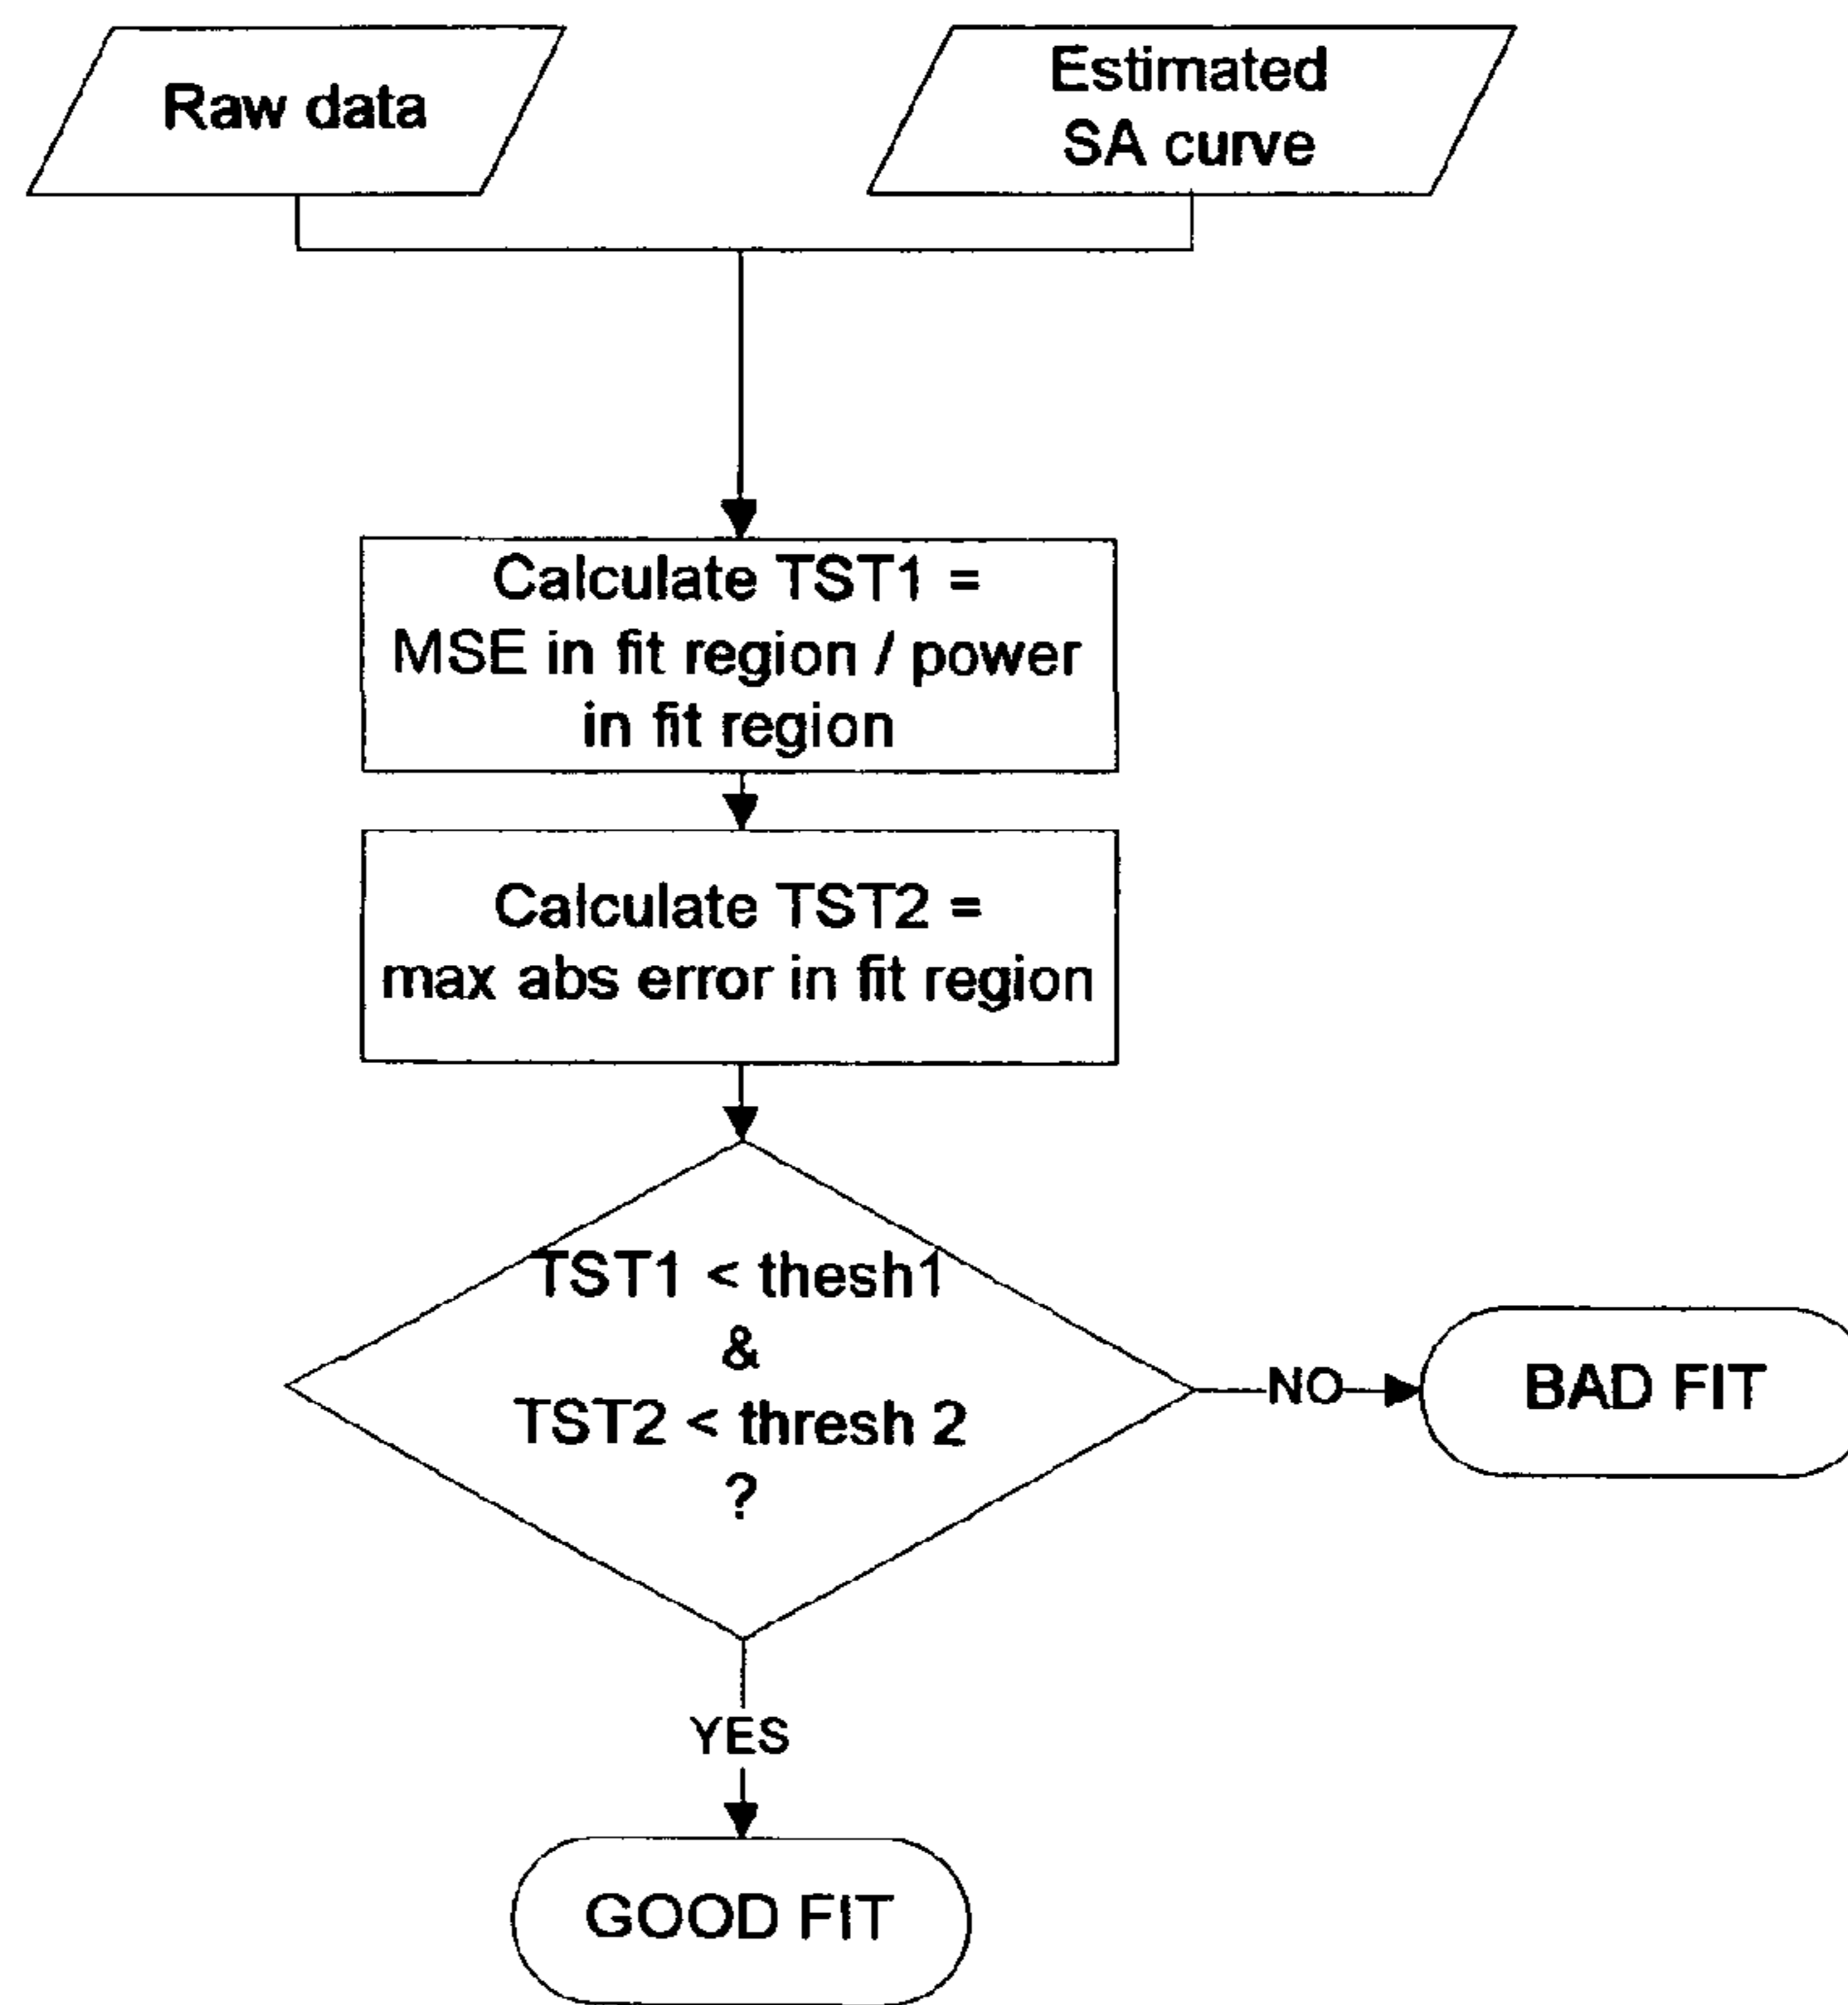 Raw data
Estimated
SA curve
Calculate TST1 =
MSE in fit region / power
in fit region
Calculate TST2 =
max abs error in fit region
TST1 < thesh1
&
TST2 < thresh 2
?
NO
BAD FIT
YES
GOOD FIT